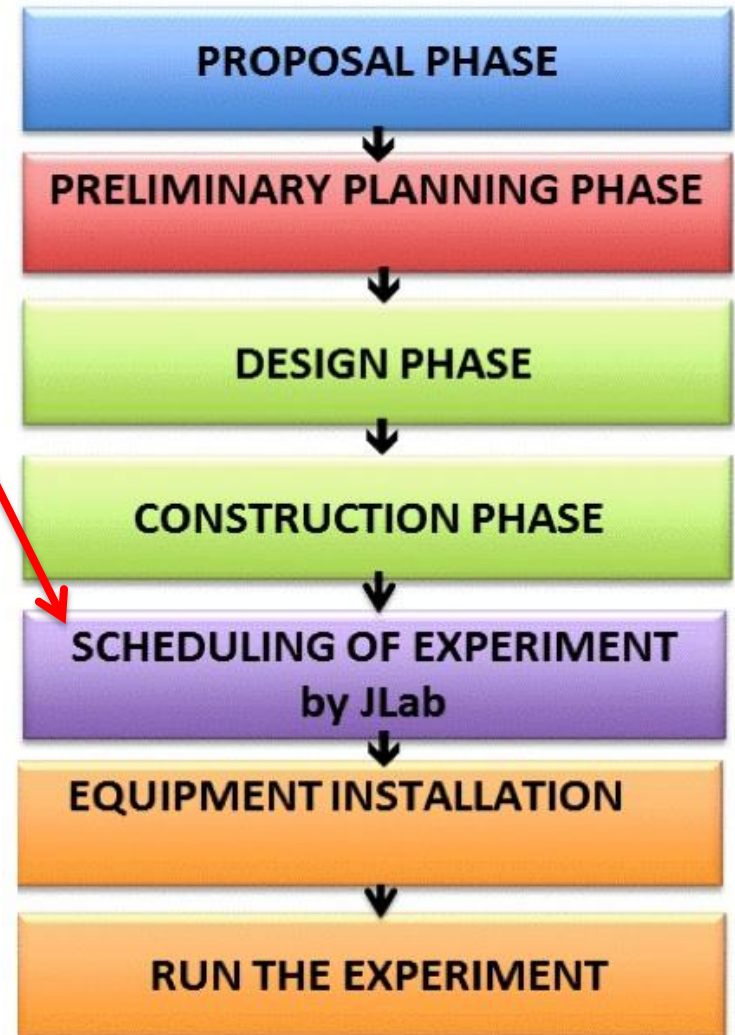 PROPOSAL PHASE
PRELIMINARY PLANNING PHASE
DESIGN PHASE
CONSTRUCTION PHASE
SCHEDULING OF EXPERIMENT
by JLab
EQUIPMENT INSTALLATION
RUN THE EXPERIMENT